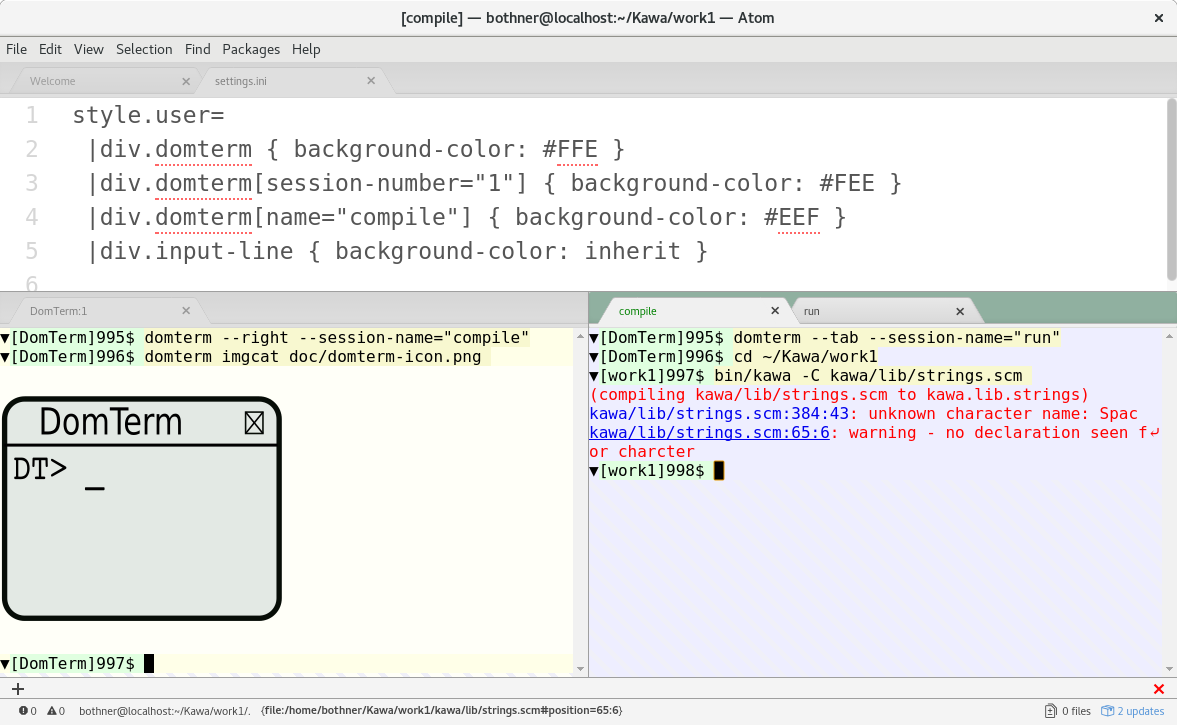 [compile] — bothner@localhost:~/Kawa/work1 — Atom
File Edit View Selection Find Packages Help
Welcome settings.ini
1 style.user=
2 |div.domterm { background-color: #FFE }
3 |div.domterm[session-number="1"] { background-color: #FEE }
4 |div.domterm[name="compile"] { background-color: #EEF }
5 |div.input-line { background-color: inherit }
6
DomTerm:1
▼[DomTerm]995$ domterm --right --session-name="compile"
▼[DomTerm]996$ domterm imgcat doc/domterm-icon.png
DomTerm
DT> _
▼[DomTerm]997$
compile run
▼[DomTerm]995$ domterm --tab --session-name="run"
▼[DomTerm]996$ cd ~/Kawa/work1
▼[work1]997$ bin/kawa -C kawa/lib/strings.scm
(compiling kawa/lib/strings.scm to kawa.lib.strings)
kawa/lib/strings.scm:384:43: unknown character name: Spac
kawa/lib/strings.scm:65:6: warning - no declaration seen f⤶
or charcter
▼[work1]998$
0 0 bothner@localhost:~/Kawa/work1/. {file:/home/bothner/Kawa/work1/kawa/lib/strings.scm#position=65:6} 0 files 2 updates